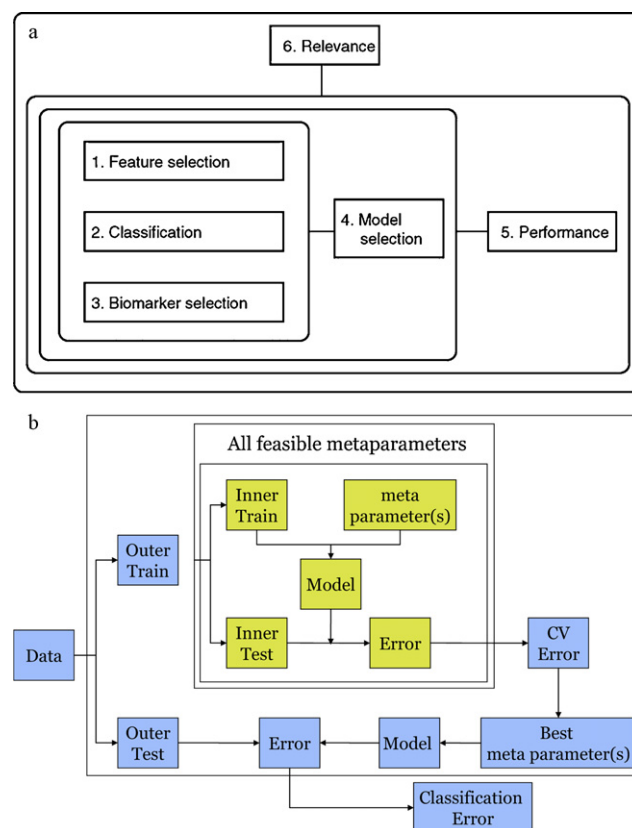 a
6. Relevance
1. Feature selection
2. Classification
3. Biomarker selection
4. Model
selection
5. Performance
b
All feasible metaparameters
Inner
Train
meta
parameter(s)
Outer
Train
Model
Inner
Test
Error
CV
Error
Data
Outer
Test
Error
Model
Best
meta parameter(s)
Classification
Error